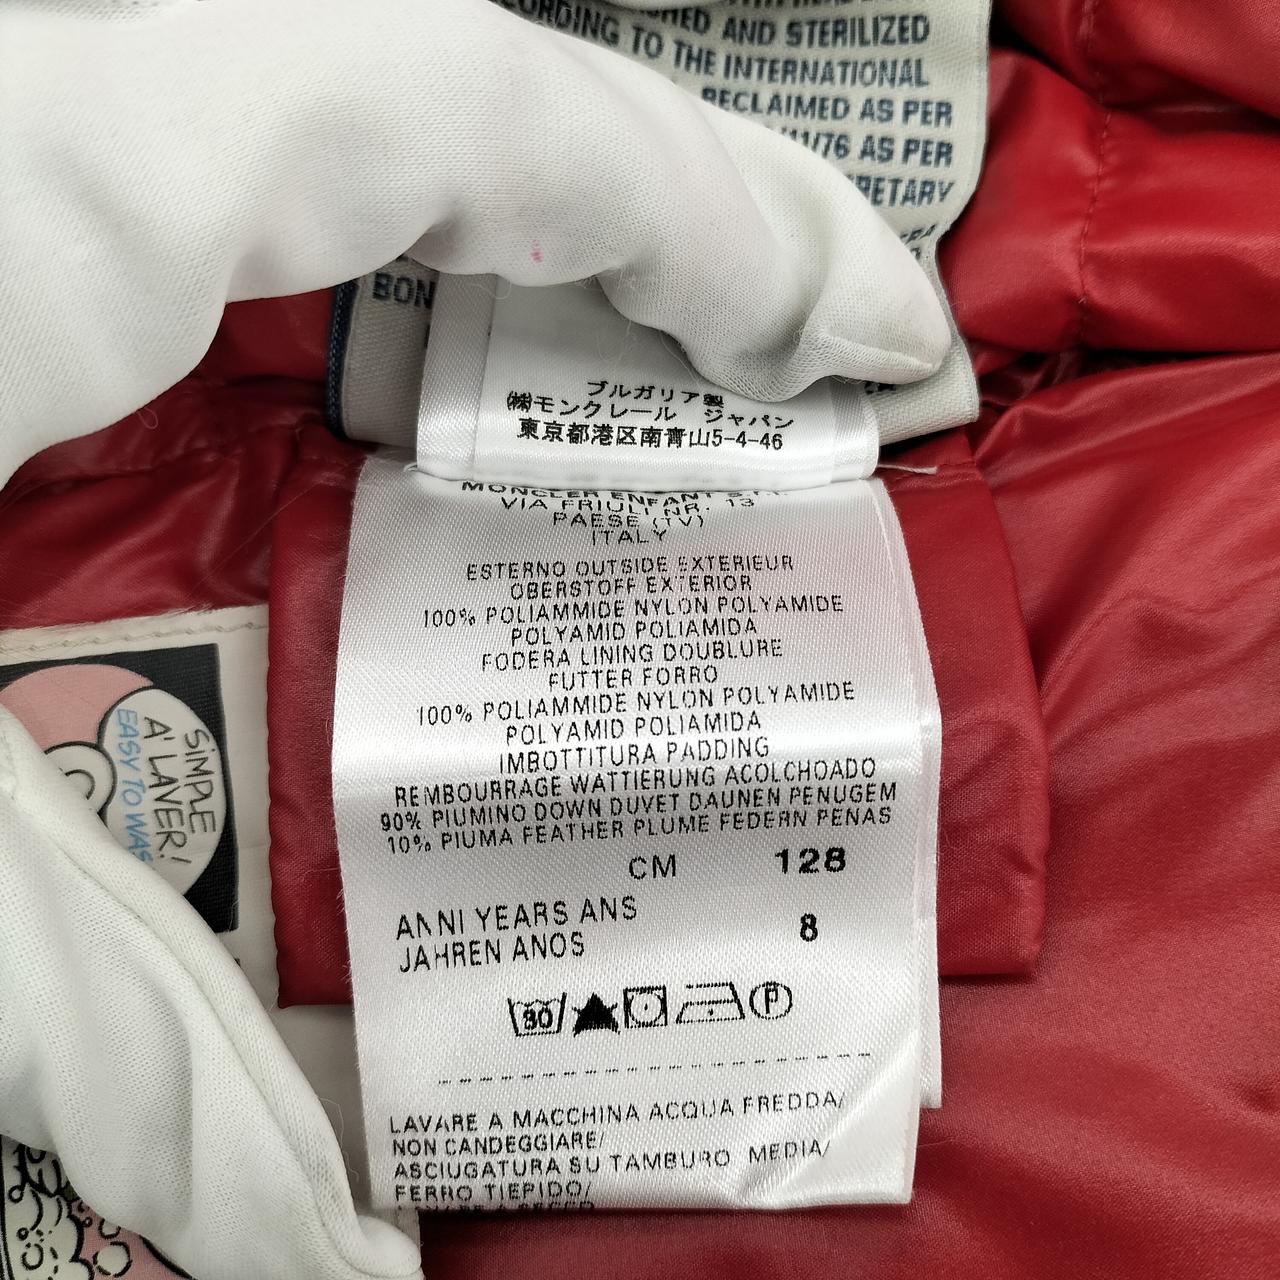 AND STERILIZED
TO THE INTERNATIONAL
RECLAIMED AS PER
/11/76 AS PER
BON
ブルガリア製
㈱モンクレール ジャパン
東京都港区南青山5-4-46
MONCLER ENFANT S.r.l.
VIA FRIULI NR. 13
PAESE (TV)
ITALY
ESTERNO OUTSIDE EXTERIEUR
OBERSTOFF EXTERIOR
100% POLIAMMIDE NYLON POLYAMIDE
POLYAMID POLIAMIDA
FODERA LINING DOUBLURE
FUTTER FORRO
100% POLIAMMIDE NYLON POLYAMIDE
POLYAMID POLIAMIDA
IMBOTTITURA PADDING
REMBOURRAGE WATTIERUNG ACOLCHOADO
90% PIUMINO DOWN DUVET DAUNEN PENUGEM
10% PIUMA FEATHER PLUME FEDERN PENAS
CM 128
ANNI YEARS ANS
JAHREN ANOS
8
30
P
LAVARE A MACCHINA ACQUA FREDDA/
NON CANDEGGIARE/
ASCIUGATURA SU TAMBURO MEDIA/
FERRO TIEPIDO/
LAVARE A SECCO
SiMPLE
A' LAVER!
EASY TO WAS